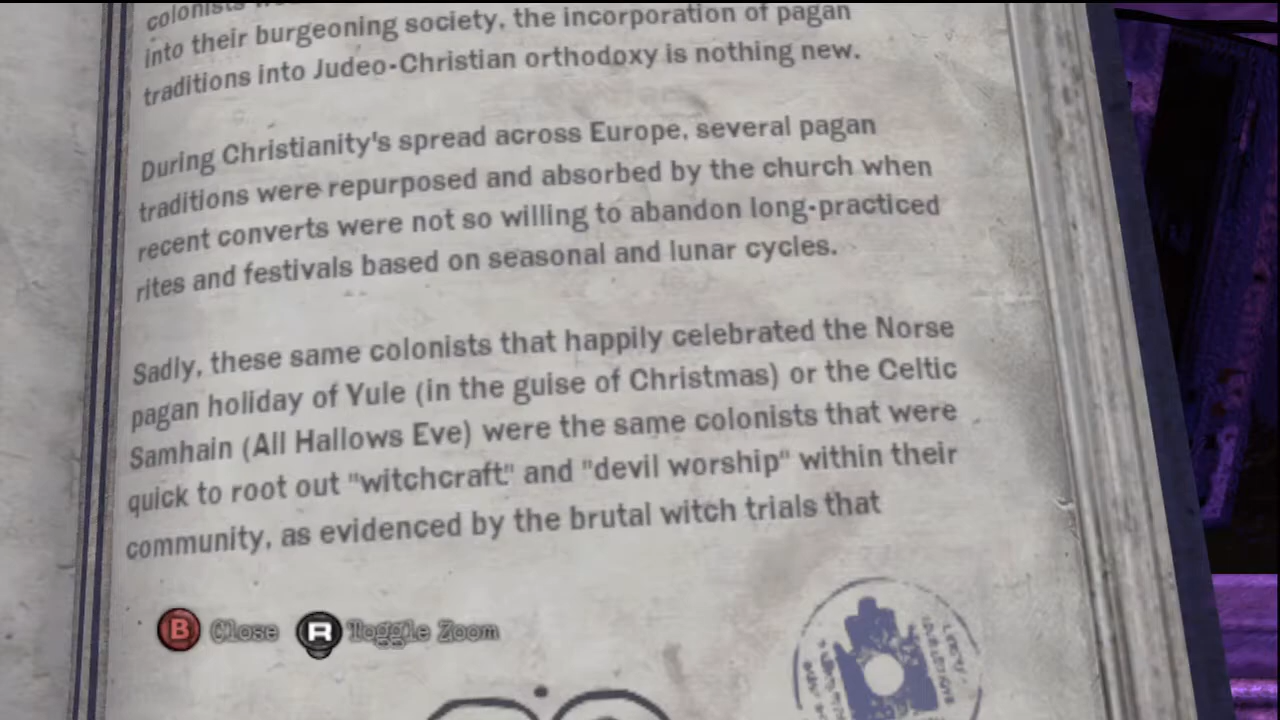 colonists
into their burgeoning society, the incorporation of pagan
traditions into Judeo-Christian orthodoxy is nothing new.
During Christianity's spread across Europe, several pagan
traditions were repurposed and absorbed by the church when
recent converts were not so willing to abandon long-practiced
rites and festivals based on seasonal and lunar cycles.
Sadly, these same colonists that happily celebrated the Norse
pagan holiday of Yule (in the guise of Christmas) or the Celtic
Samhain (All Hallows Eve) were the same colonists that were
quick to root out "witchcraft" and "devil worship" within their
community, as evidenced by the brutal witch trials that
B Close R Toggle Zoom